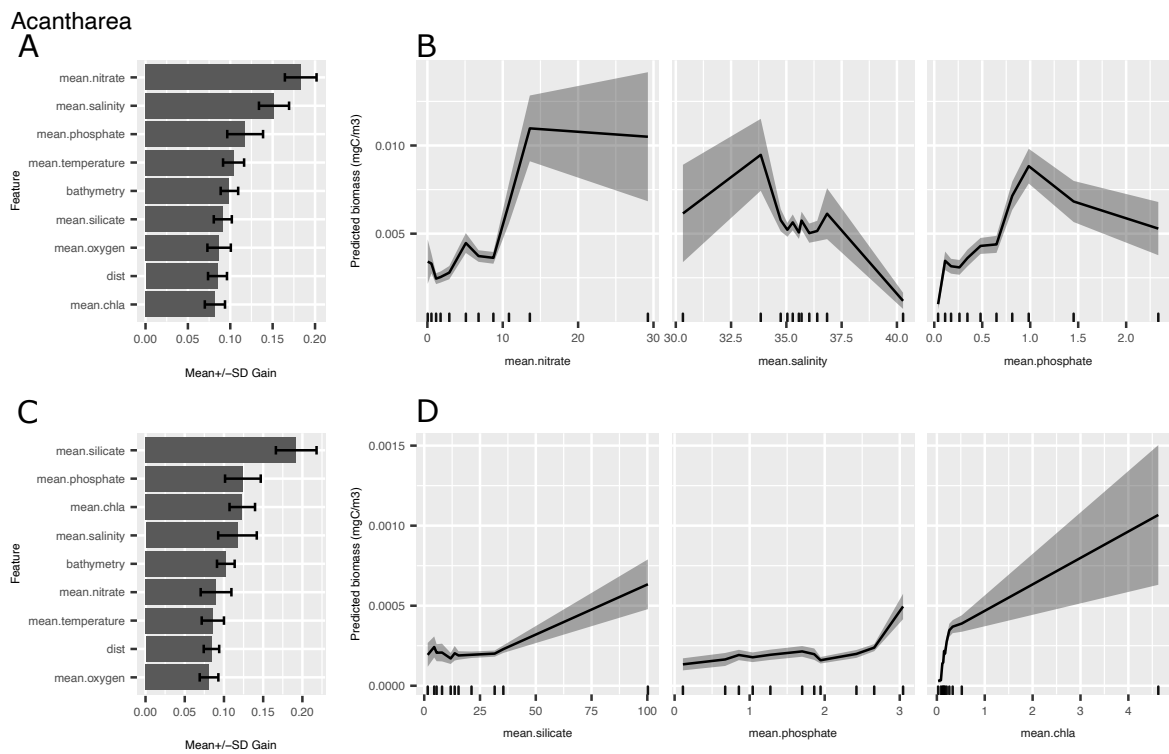 Acantharea
A
B
mean.nitrate
mean.salinity
mean.phosphate
mean.temperature
bathymetry
mean.silicate
mean.oxygen
dist
mean.chla
Feature
0.00 0.05 0.10 0.15 0.20
Mean+/-SD Gain
Predicted biomass (mgC/m3)
0.010
0.005
0 10 20 30
mean.nitrate
30.0 32.5 35.0 37.5 40.0
mean.salinity
0.0 0.5 1.0 1.5 2.0
mean.phosphate
C
D
mean.silicate
mean.phosphate
mean.chla
mean.salinity
bathymetry
mean.nitrate
mean.temperature
dist
mean.oxygen
Feature
0.00 0.05 0.10 0.15 0.20
Mean+/-SD Gain
Predicted biomass (mgC/m3)
0.0015
0.0010
0.0005
0.0000
0 25 50 75 100
mean.silicate
0 1 2 3
mean.phosphate
0 1 2 3 4
mean.chla